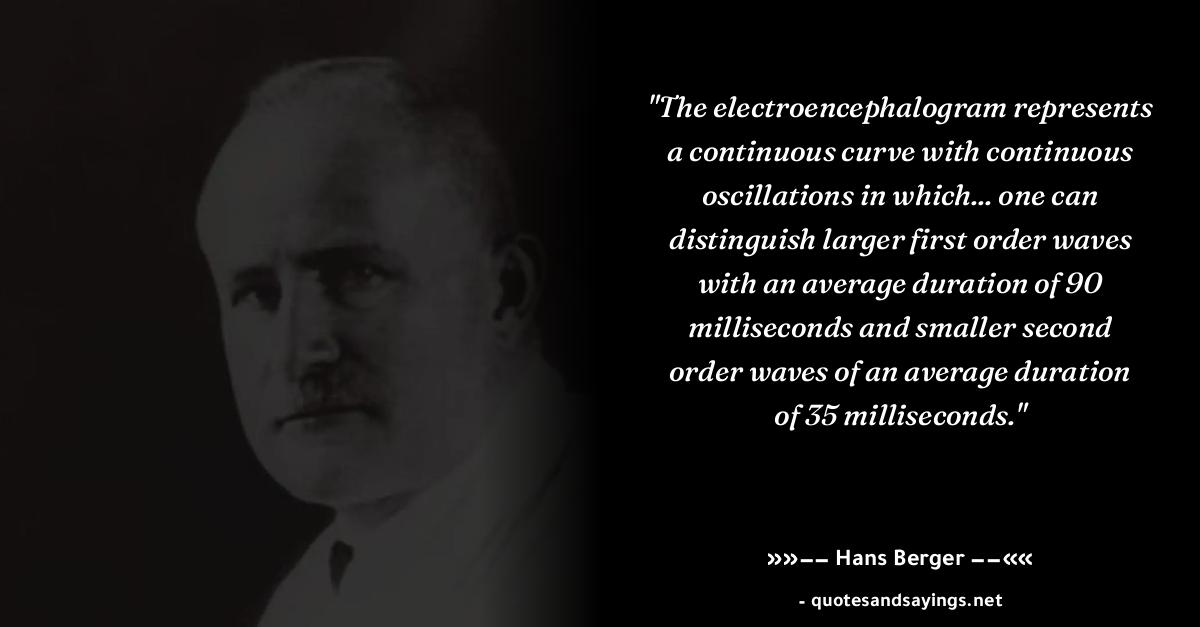 "The electroencephalogram represents
a continuous curve with continuous
oscillations in which... one can
distinguish larger first order waves
with an average duration of 90
milliseconds and smaller second
order waves of an average duration
of 35 milliseconds."
»»−− Hans Berger −−««
- quotesandsayings.net